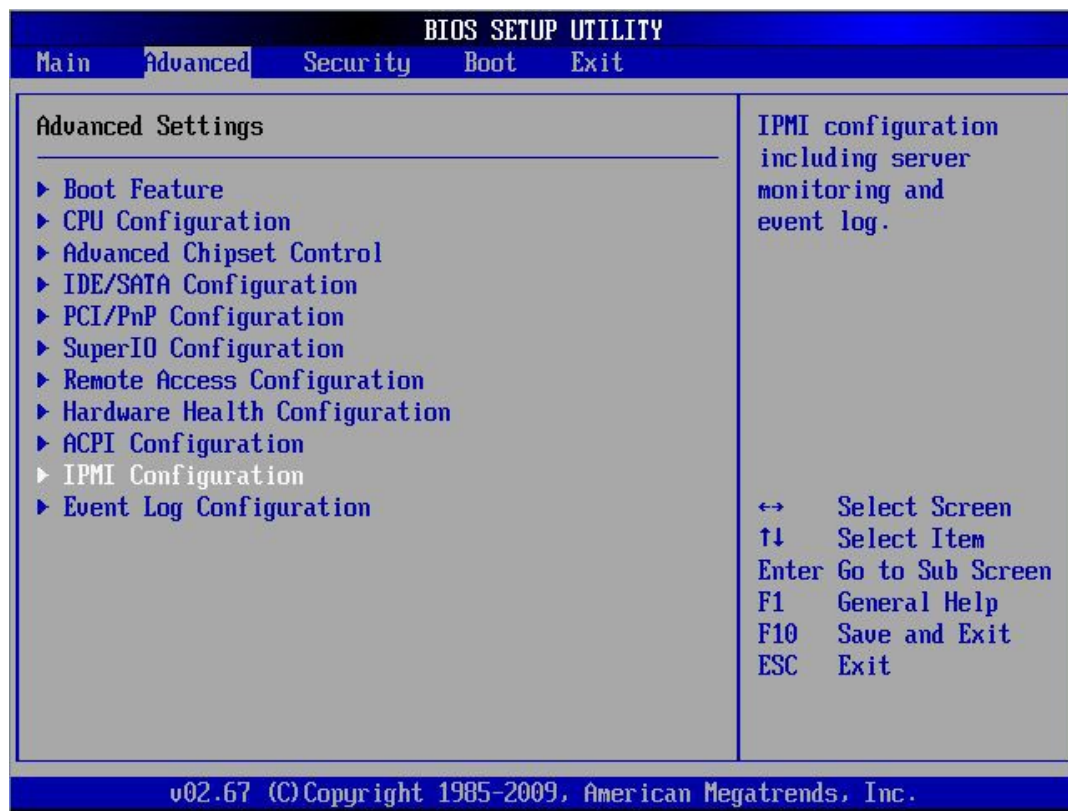 BIOS SETUP UTILITY
Main Advanced Security Boot Exit
Advanced Settings
▶ Boot Feature
▶ CPU Configuration
▶ Advanced Chipset Control
▶ IDE/SATA Configuration
▶ PCI/PnP Configuration
▶ SuperIO Configuration
▶ Remote Access Configuration
▶ Hardware Health Configuration
▶ ACPI Configuration
▶ IPMI Configuration
▶ Event Log Configuration
IPMI configuration
including server
monitoring and
event log.
←→ Select Screen
↑↓ Select Item
Enter Go to Sub Screen
F1 General Help
F10 Save and Exit
ESC Exit
v02.67 (C)Copyright 1985-2009, American Megatrends, Inc.